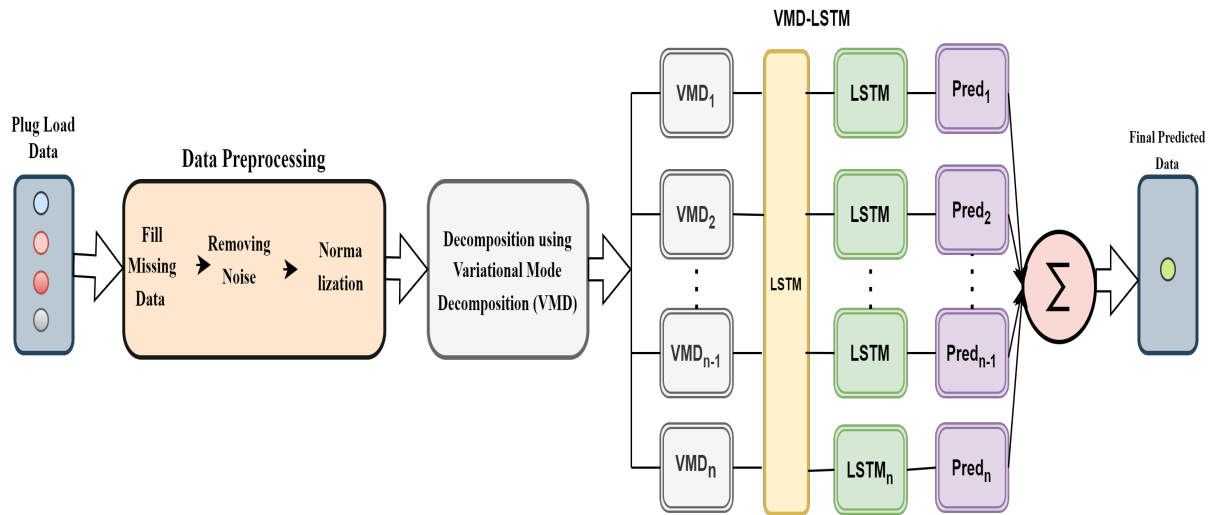 VMD-LSTM
Plug Load
Data
Data Preprocessing
Fill
Missing
Data
Removing
Noise
Norma
lization
Decomposition using
Variational Mode
Decomposition (VMD)
VMD₁
VMD₂
VMDₙ₋₁
VMDₙ
LSTM
LSTM
LSTM
LSTM
LSTMₙ
Pred₁
Pred₂
Predₙ₋₁
Predₙ
Σ
Final Predicted
Data